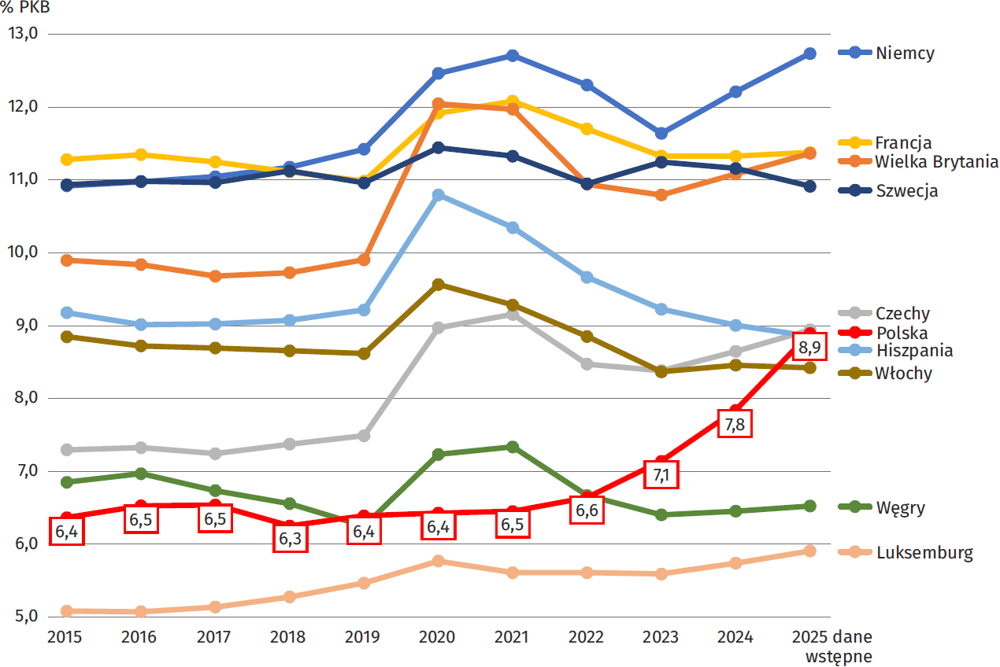 % PKB
13,0
12,0
11,0
10,0
9,0
8,0
7,0
6,0
5,0
Niemcy
Francja
Wielka Brytania
Szwecja
Czechy
Polska
Hiszpania
Włochy
Węgry
Luksemburg
6,4
6,5
6,5
6,3
6,4
6,4
6,5
6,6
7,1
7,8
8,9
2015 2016 2017 2018 2019 2020 2021 2022 2023 2024 2025 dane
wstępne